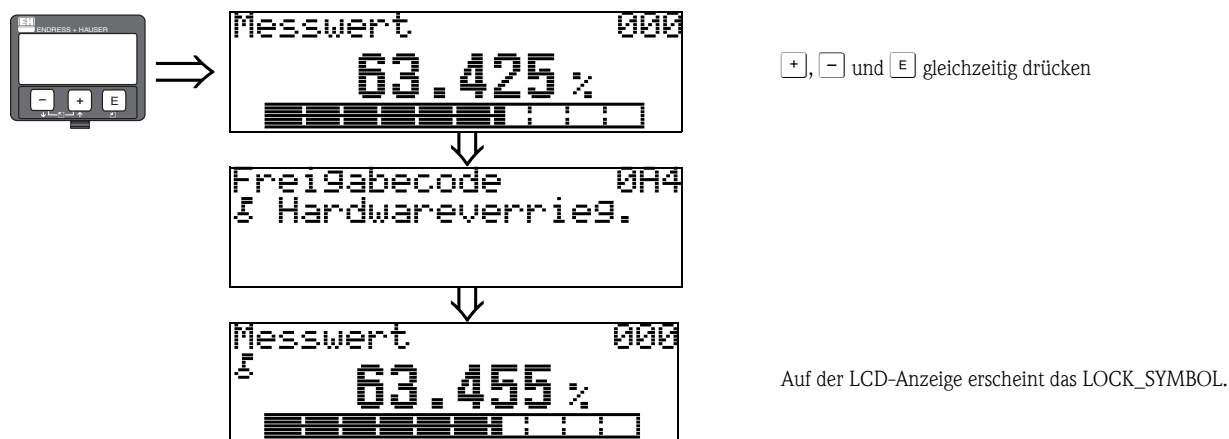 EH
ENDRESS + HAUSER
- + E
Messwert 000
63.425 %
+, - und E gleichzeitig drücken
Freigabecode 0A4
Hardwareverrieg.
Messwert 000
63.455 %
Auf der LCD-Anzeige erscheint das LOCK_SYMBOL.